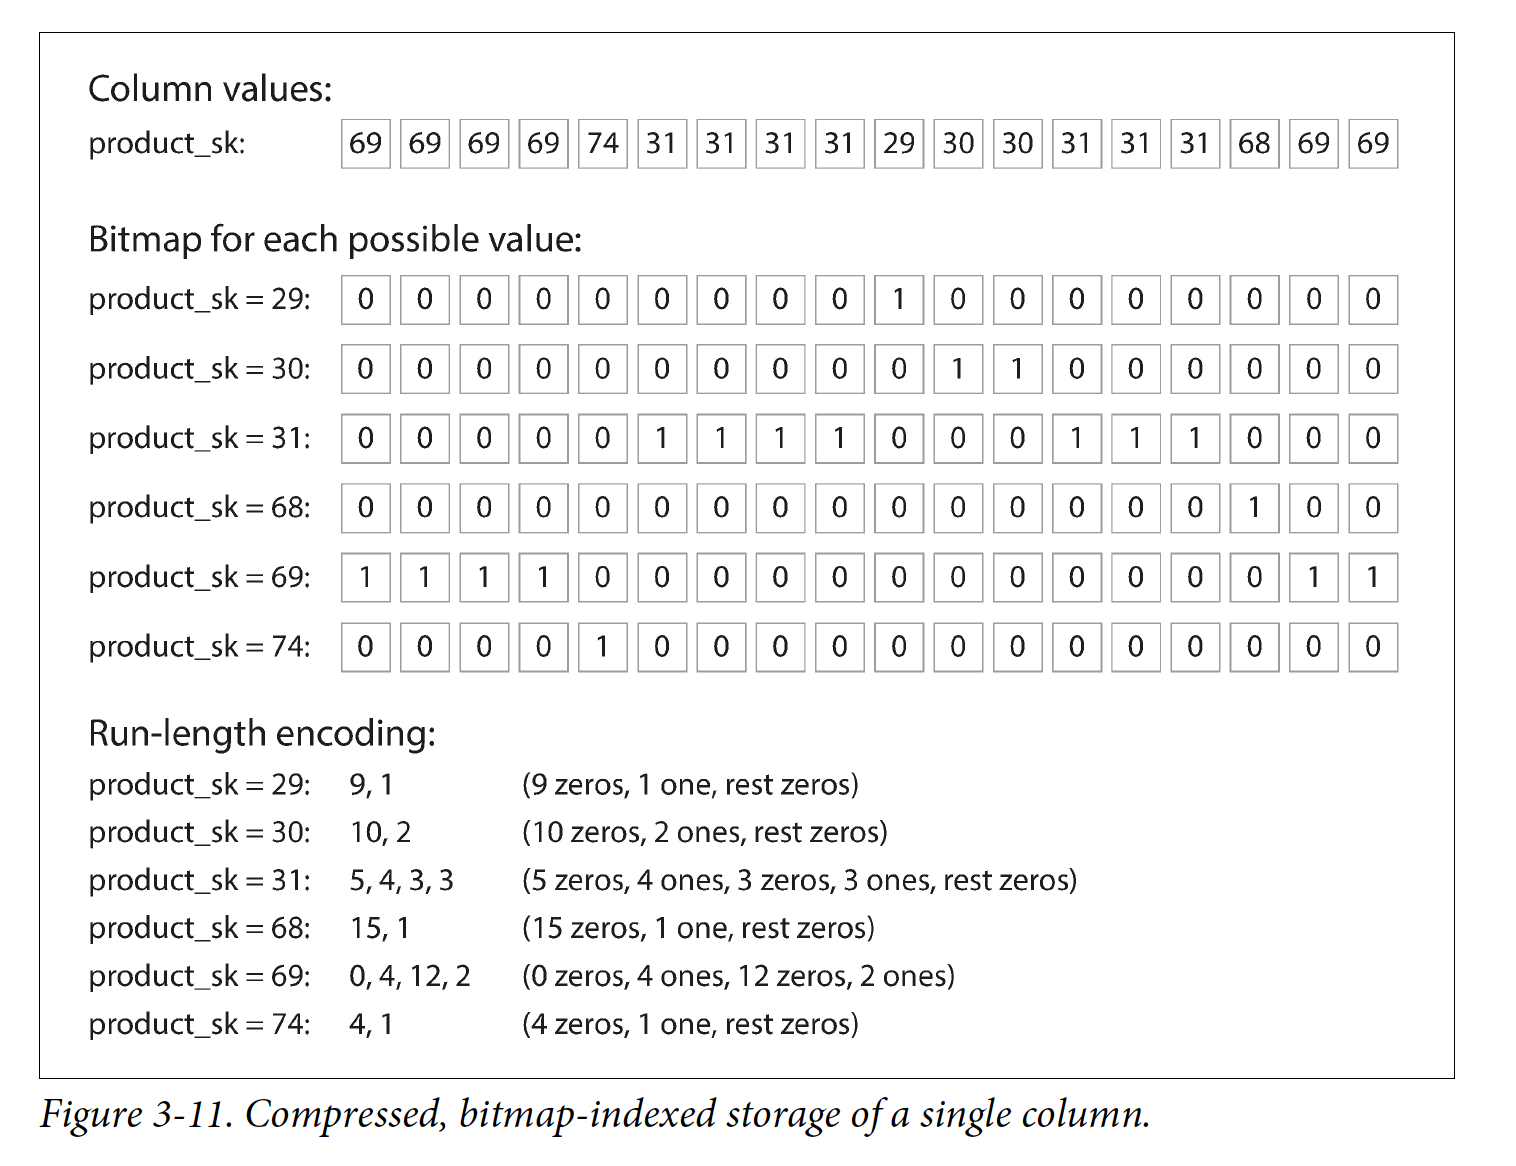 Column values:
product_sk: 69 69 69 69 74 31 31 31 31 29 30 30 31 31 31 68 69 69
Bitmap for each possible value:
product_sk = 29: 0 0 0 0 0 0 0 0 0 1 0 0 0 0 0 0 0 0
product_sk = 30: 0 0 0 0 0 0 0 0 0 0 1 1 0 0 0 0 0 0
product_sk = 31: 0 0 0 0 0 1 1 1 1 0 0 0 1 1 1 0 0 0
product_sk = 68: 0 0 0 0 0 0 0 0 0 0 0 0 0 0 0 1 0 0
product_sk = 69: 1 1 1 1 0 0 0 0 0 0 0 0 0 0 0 0 1 1
product_sk = 74: 0 0 0 0 1 0 0 0 0 0 0 0 0 0 0 0 0 0
Run-length encoding:
product_sk = 29: 9, 1 (9 zeros, 1 one, rest zeros)
product_sk = 30: 10, 2 (10 zeros, 2 ones, rest zeros)
product_sk = 31: 5, 4, 3, 3 (5 zeros, 4 ones, 3 zeros, 3 ones, rest zeros)
product_sk = 68: 15, 1 (15 zeros, 1 one, rest zeros)
product_sk = 69: 0, 4, 12, 2 (0 zeros, 4 ones, 12 zeros, 2 ones)
product_sk = 74: 4, 1 (4 zeros, 1 one, rest zeros)
Figure 3-11. Compressed, bitmap-indexed storage of a single column.